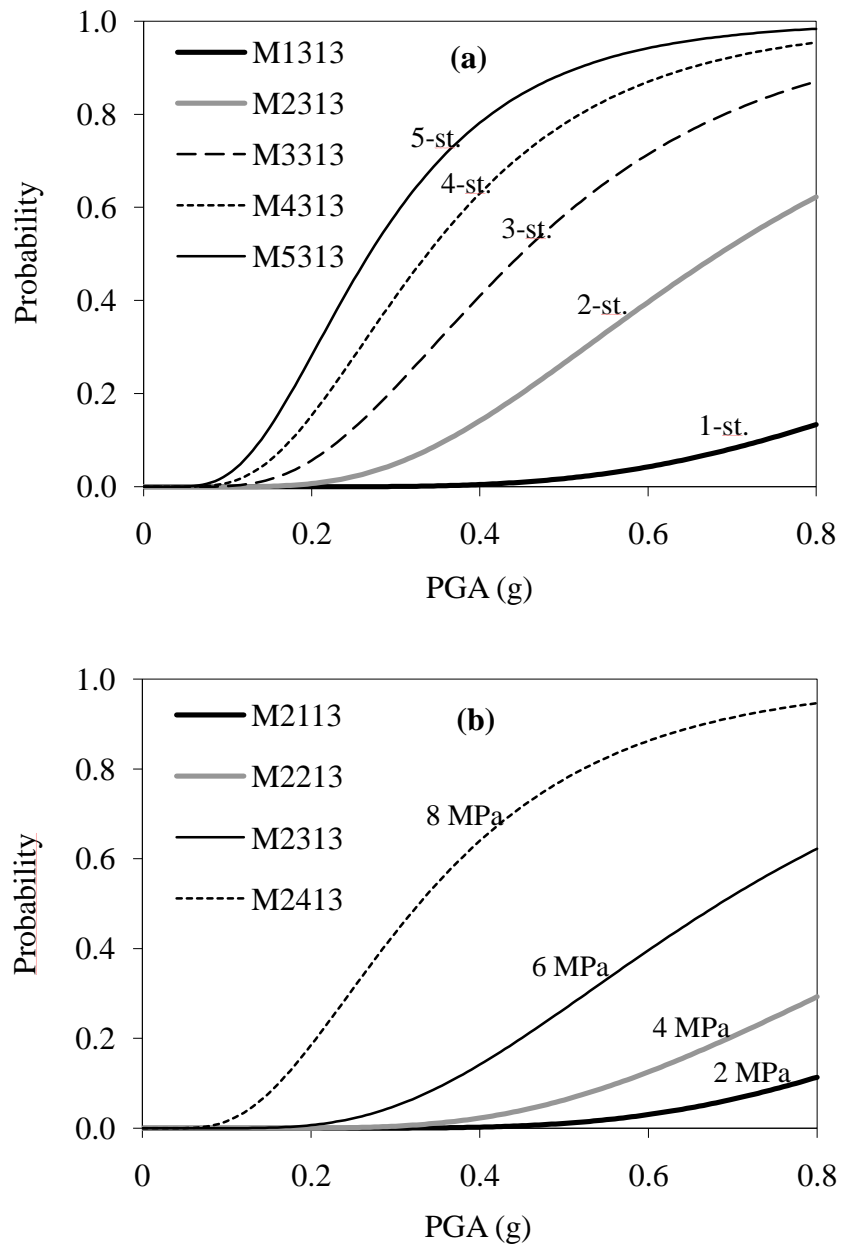 1.0
0.8
0.6
0.4
0.2
0.0
Probability
M1313
M2313
M3313
M4313
M5313
(a)
5-st.
4-st.
3-st.
2-st.
1-st.
0 0.2 0.4 0.6 0.8
PGA (g)
1.0
0.8
0.6
0.4
0.2
0.0
Probability
M2113
M2213
M2313
M2413
(b)
8 MPa
6 MPa
4 MPa
2 MPa
0 0.2 0.4 0.6 0.8
PGA (g)